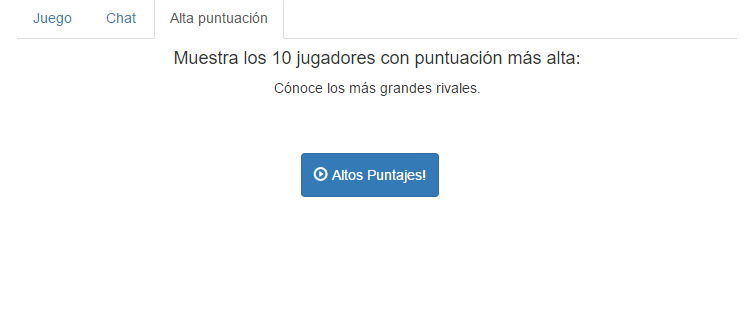 Juego Chat Alta puntuación
Muestra los 10 jugadores con puntuación más alta:
Cónoce los más grandes rivales.
Altos Puntajes!